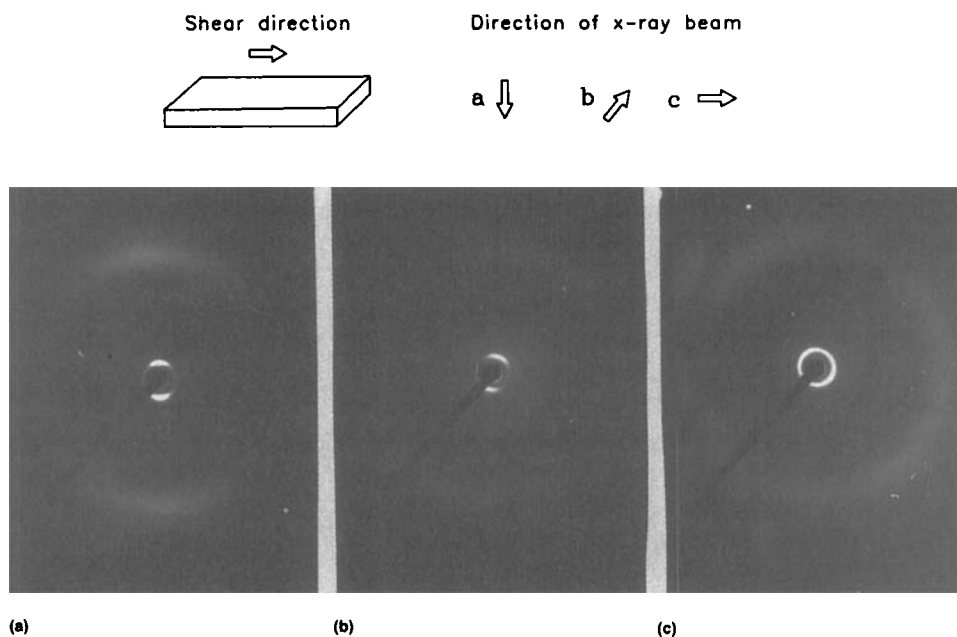 Shear direction
Direction of x-ray beam
a
b
c
(a)
(b)
(c)